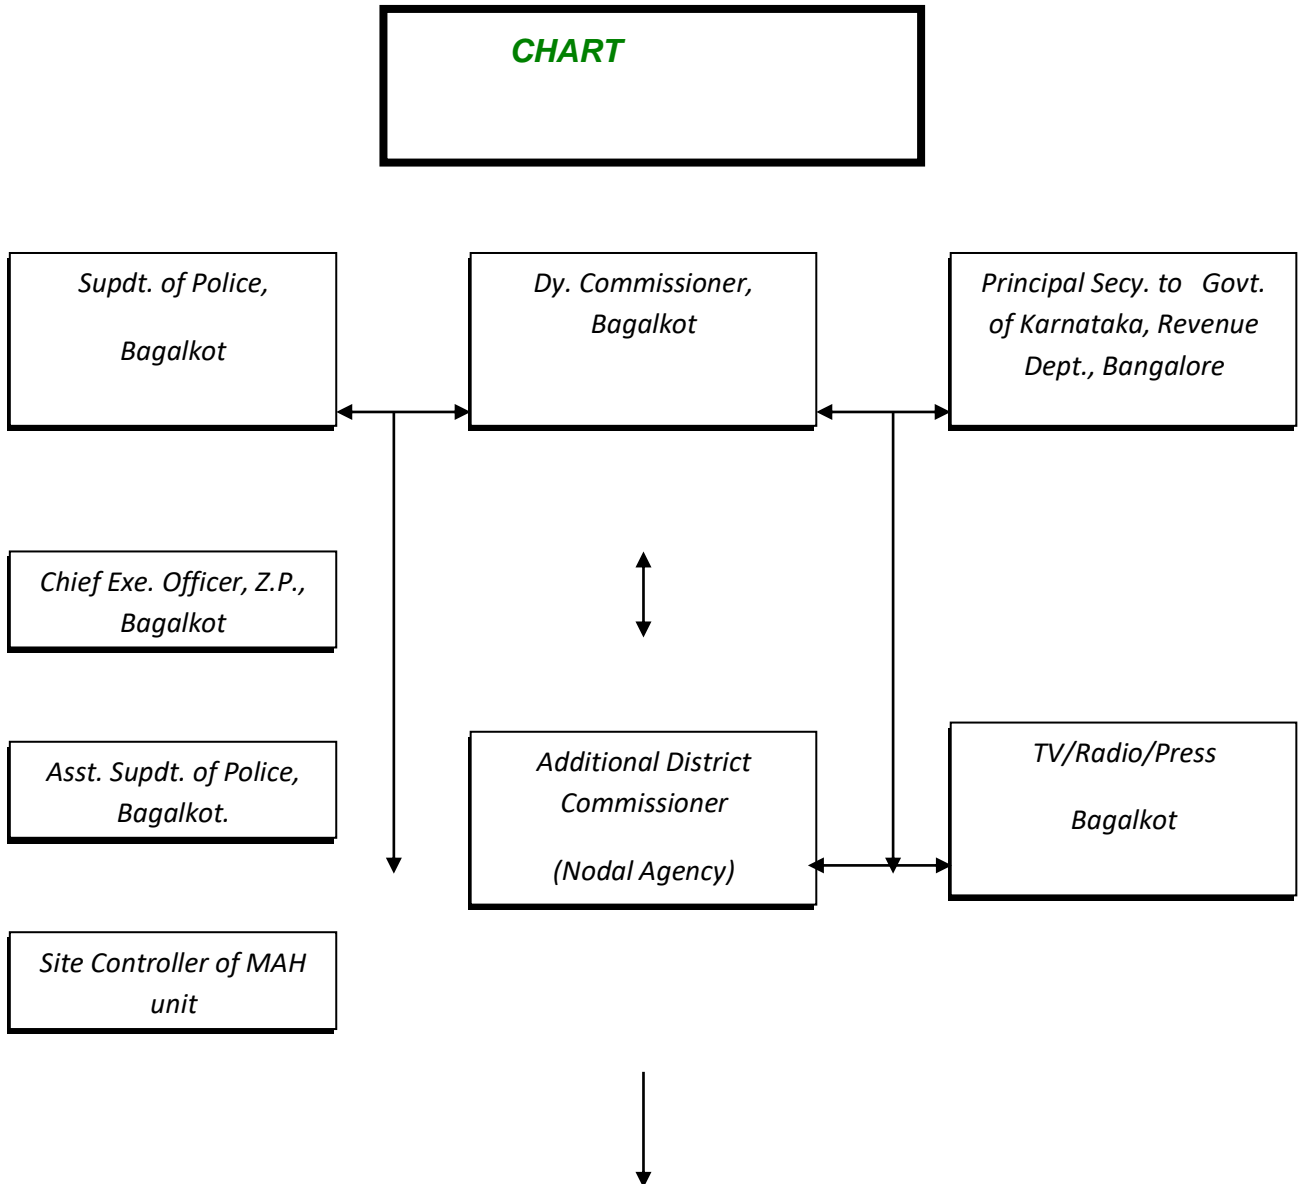 CHART
Supdt. of Police,
Bagalkot
Dy. Commissioner,
Bagalkot
Principal Secy. to Govt.
of Karnataka, Revenue
Dept., Bangalore
Chief Exe. Officer, Z.P.,
Bagalkot
Asst. Supdt. of Police,
Bagalkot.
Additional District
Commissioner
(Nodal Agency)
TV/Radio/Press
Bagalkot
Site Controller of MAH
unit